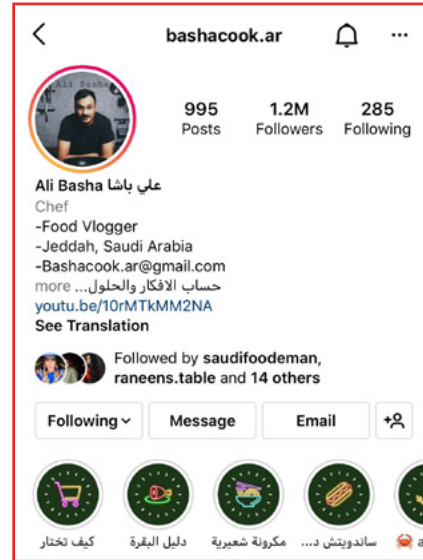 bashacook.ar
Ali Basha
995 1.2M 285
Posts Followers Following
Ali Basha علي باشا
Chef
-Food Vlogger
-Jeddah, Saudi Arabia
-Bashacook.ar@gmail.com
حساب الافكار والحلول... more
youtu.be/10rMTkMM2NA
See Translation
Followed by saudifoodeman,
raneens.table and 14 others
Following Message Email
كيف تختار دليل البقرة مكرونة شعيرية ساندويتش د... a